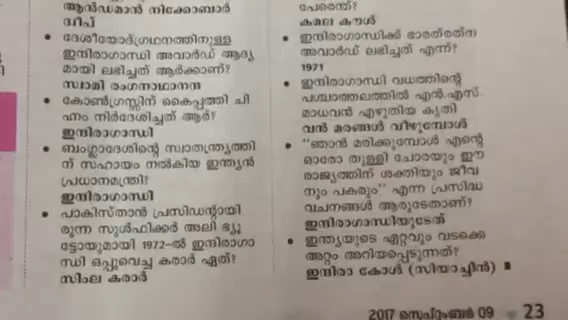 ആൻഡമാൻ നിക്കോബാർ
ദ്വീപ്
• ദേശീയോദ്ഗ്രഥനത്തിനുള്ള
ഇന്ദിരാഗാന്ധി അവാർഡ് ആദ്യ
മായി ലഭിച്ചത് ആർക്കാണ്?
സ്വാമി രംഗനാഥാനന്ദ
• കോൺഗ്രസ്സിന് കൈപ്പത്തി ചി
ഹ്നം നിർദേശിച്ചത് ആര്?
ഇന്ദിരാഗാന്ധി
• ബംഗ്ലാദേശിന്റെ സ്വാതന്ത്ര്യത്തി
ന് സഹായം നൽകിയ ഇന്ത്യൻ
പ്രധാനമന്ത്രി?
ഇന്ദിരാഗാന്ധി
• പാകിസ്താൻ പ്രസിഡന്റായി
രുന്ന സുൾഫിക്കർ അലി ഭൂ
ട്ടോയുമായി 1972-ൽ ഇന്ദിരാഗാ
ന്ധി ഒപ്പുവെച്ച കരാർ ഏത്?
സിംല കരാർ
പേരെന്ത്?
കമല കൗൾ
• ഇന്ദിരാഗാന്ധിക്ക് ഭാരത്‌രത്ന
അവാർഡ് ലഭിച്ചത് എന്ന്?
1971
• ഇന്ദിരാഗാന്ധി വധത്തിന്റെ
പശ്ചാത്തലത്തിൽ എൻ.എസ്.
മാധവൻ എഴുതിയ കൃതി
വൻ മരങ്ങൾ വീഴുമ്പോൾ
• ‘‘ഞാൻ മരിക്കുമ്പോൾ എന്റെ
ഓരോ തുള്ളി ചോരയും ഈ
രാജ്യത്തിന് ശക്തിയും ജീവ
നും പകരും’’ എന്ന പ്രസിദ്ധ
വചനങ്ങൾ ആരുടേതാണ്?
ഇന്ദിരാഗാന്ധിയുടേത്
• ഇന്ത്യയുടെ ഏറ്റവും വടക്കെ
അറ്റം അറിയപ്പെടുന്നത്?
ഇന്ദിരാ കോൾ (സിയാച്ചിൻ)
2017 സെപ്റ്റംബർ 09 23